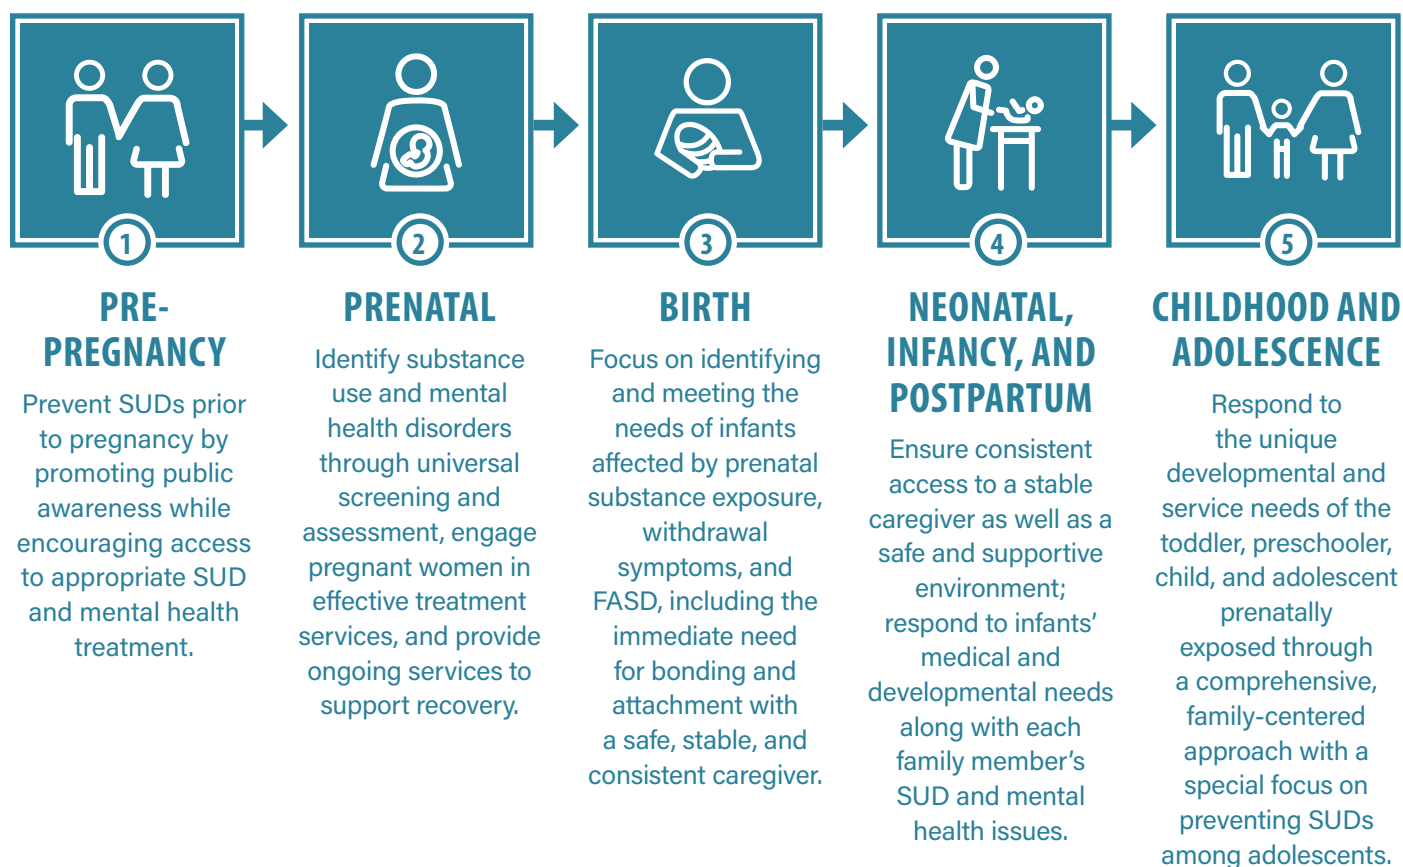 1
PRE-
PREGNANCY
Prevent SUDs prior
to pregnancy by
promoting public
awareness while
encouraging access
to appropriate SUD
and mental health
treatment.
2
PRENATAL
Identify substance
use and mental
health disorders
through universal
screening and
assessment, engage
pregnant women in
effective treatment
services, and provide
ongoing services to
support recovery.
3
BIRTH
Focus on identifying
and meeting the
needs of infants
affected by prenatal
substance exposure,
withdrawal
symptoms, and
FASD, including the
immediate need
for bonding and
attachment with
a safe, stable, and
consistent caregiver.
4
NEONATAL,
INFANCY, AND
POSTPARTUM
Ensure consistent
access to a stable
caregiver as well as a
safe and supportive
environment;
respond to infants’
medical and
developmental needs
along with each
family member’s
SUD and mental
health issues.
5
CHILDHOOD AND
ADOLESCENCE
Respond to
the unique
developmental and
service needs of the
toddler, preschooler,
child, and adolescent
prenatally
exposed through
a comprehensive,
family-centered
approach with a
special focus on
preventing SUDs
among adolescents.